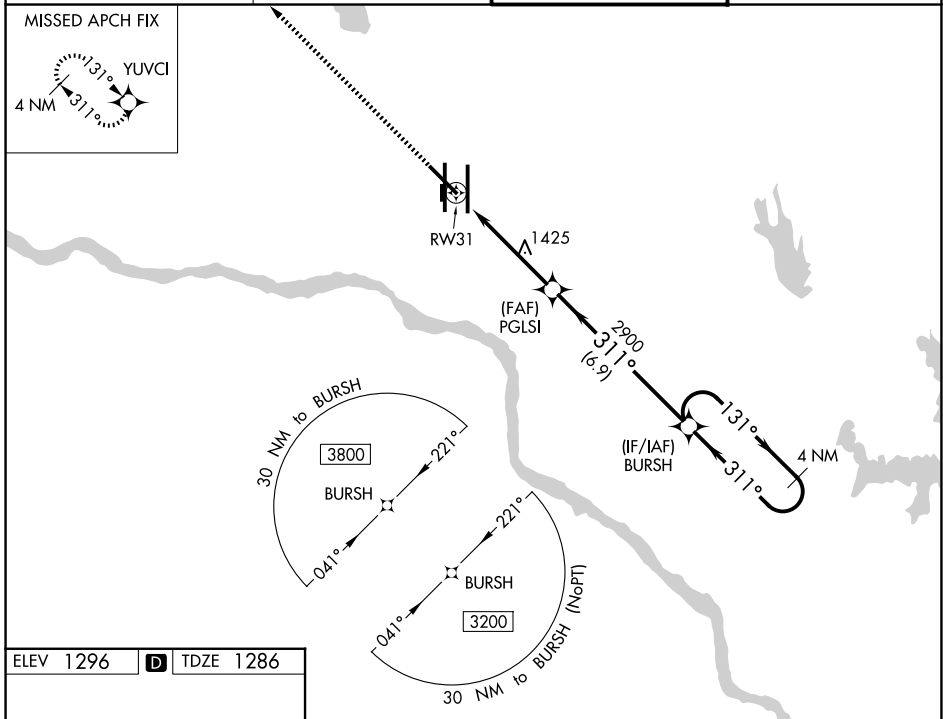 MISSED APCH FIX
131°
YUVCI
4 NM
311°
RW31
1425
(FAF)
PGLSI
2900
311°
(6.9)
131°
(IF/IAF)
BURSH
4 NM
311°
30 NM to BURSH
3800
221°
BURSH
041°
221°
BURSH
041°
3200
30 NM to BURSH (NoPT)
ELEV 1296 D TDZE 1286